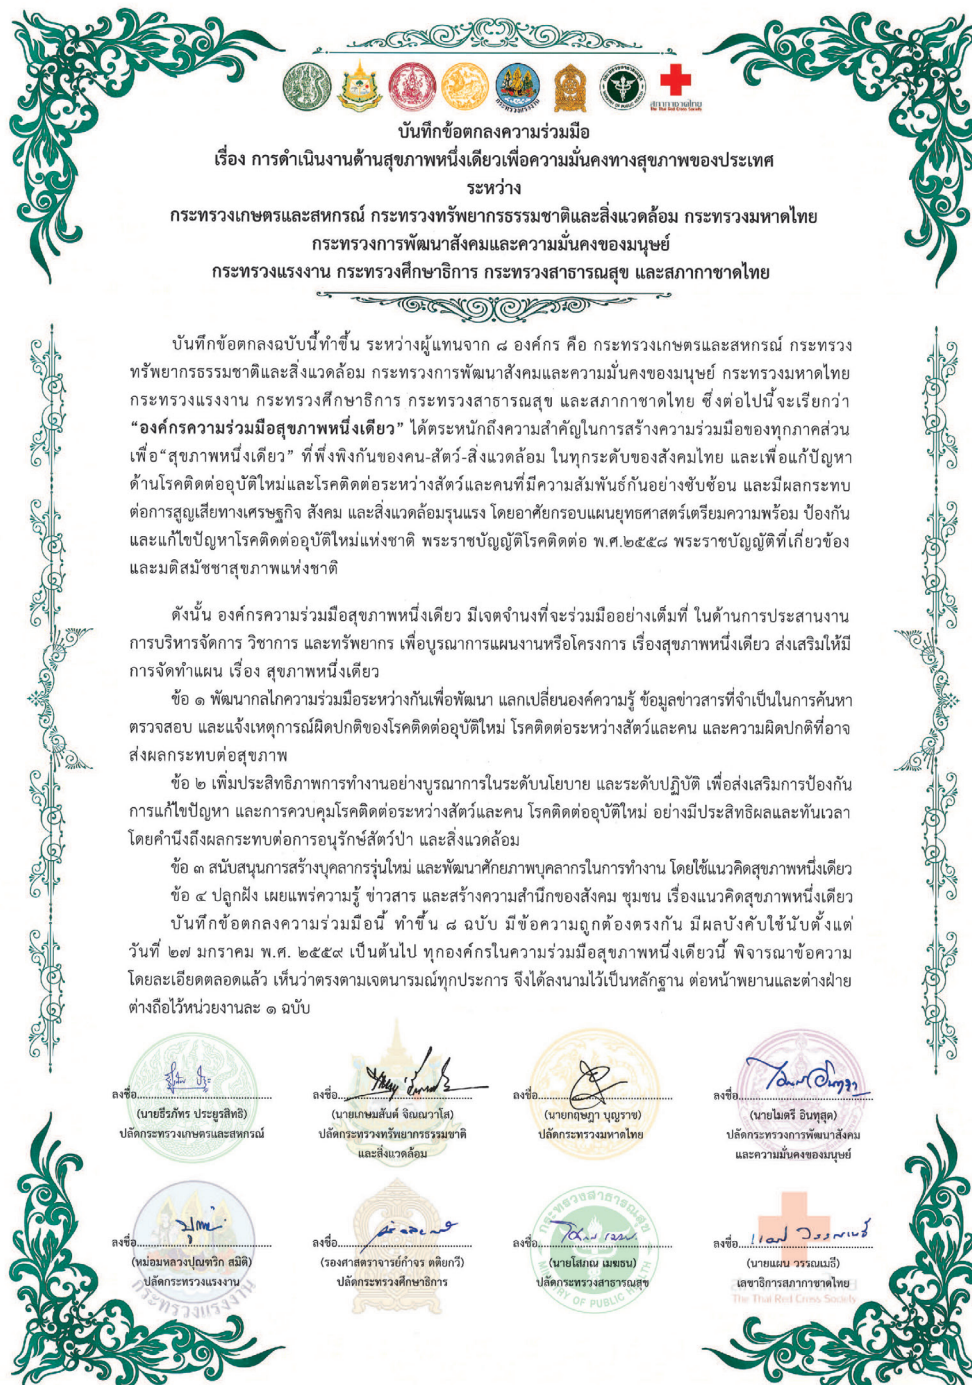 สภากาชาดไทย
The Thai Red Cross Society
บันทึกข้อตกลงความร่วมมือ
เรื่อง การดำเนินงานด้านสุขภาพหนึ่งเดียวเพื่อความมั่นคงทางสุขภาพของประเทศ
ระหว่าง
กระทรวงเกษตรและสหกรณ์ กระทรวงทรัพยากรธรรมชาติและสิ่งแวดล้อม กระทรวงมหาดไทย
กระทรวงการพัฒนาสังคมและความมั่นคงของมนุษย์
กระทรวงแรงงาน กระทรวงศึกษาธิการ กระทรวงสาธารณสุข และสภากาชาดไทย
บันทึกข้อตกลงฉบับนี้ทำขึ้น ระหว่างผู้แทนจาก ๘ องค์กร คือ กระทรวงเกษตรและสหกรณ์ กระทรวง
ทรัพยากรธรรมชาติและสิ่งแวดล้อม กระทรวงการพัฒนาสังคมและความมั่นคงของมนุษย์ กระทรวงมหาดไทย
กระทรวงแรงงาน กระทรวงศึกษาธิการ กระทรวงสาธารณสุข และสภากาชาดไทย ซึ่งต่อไปนี้จะเรียกว่า
“องค์กรความร่วมมือสุขภาพหนึ่งเดียว” ได้ตระหนักถึงความสำคัญในการสร้างความร่วมมือของทุกภาคส่วน
เพื่อ“สุขภาพหนึ่งเดียว” ที่พึ่งพิงกันของคน-สัตว์-สิ่งแวดล้อม ในทุกระดับของสังคมไทย และเพื่อแก้ปัญหา
ด้านโรคติดต่ออุบัติใหม่และโรคติดต่อระหว่างสัตว์และคนที่มีความสัมพันธ์กันอย่างซับซ้อน และมีผลกระทบ
ต่อการสูญเสียทางเศรษฐกิจ สังคม และสิ่งแวดล้อมรุนแรง โดยอาศัยกรอบแผนยุทธศาสตร์เตรียมความพร้อม ป้องกัน
และแก้ไขปัญหาโรคติดต่ออุบัติใหม่แห่งชาติ พระราชบัญญัติโรคติดต่อ พ.ศ.๒๕๕๘ พระราชบัญญัติที่เกี่ยวข้อง
และมติสมัชชาสุขภาพแห่งชาติ
ดังนั้น องค์กรความร่วมมือสุขภาพหนึ่งเดียว มีเจตจำนงที่จะร่วมมืออย่างเต็มที่ ในด้านการประสานงาน
การบริหารจัดการ วิชาการ และทรัพยากร เพื่อบูรณาการแผนงานหรือโครงการ เรื่องสุขภาพหนึ่งเดียว ส่งเสริมให้มี
การจัดทำแผน เรื่อง สุขภาพหนึ่งเดียว
ข้อ ๑ พัฒนากลไกความร่วมมือระหว่างกันเพื่อพัฒนา แลกเปลี่ยนองค์ความรู้ ข้อมูลข่าวสารที่จำเป็นในการค้นหา
ตรวจสอบ และแจ้งเหตุการณ์ผิดปกติของโรคติดต่ออุบัติใหม่ โรคติดต่อระหว่างสัตว์และคน และความผิดปกติที่อาจ
ส่งผลกระทบต่อสุขภาพ
ข้อ ๒ เพิ่มประสิทธิภาพการทำงานอย่างบูรณาการในระดับนโยบาย และระดับปฏิบัติ เพื่อส่งเสริมการป้องกัน
การแก้ไขปัญหา และการควบคุมโรคติดต่อระหว่างสัตว์และคน โรคติดต่ออุบัติใหม่ อย่างมีประสิทธิผลและทันเวลา
โดยคำนึงถึงผลกระทบต่อการอนุรักษ์สัตว์ป่า และสิ่งแวดล้อม
ข้อ ๓ สนับสนุนการสร้างบุคลากรรุ่นใหม่ และพัฒนาศักยภาพบุคลากรในการทำงาน โดยใช้แนวคิดสุขภาพหนึ่งเดียว
ข้อ ๔ ปลูกฝัง เผยแพร่ความรู้ ข่าวสาร และสร้างความสำนึกของสังคม ชุมชน เรื่องแนวคิดสุขภาพหนึ่งเดียว
บันทึกข้อตกลงความร่วมมือนี้ ทำขึ้น ๘ ฉบับ มีข้อความถูกต้องตรงกัน มีผลบังคับใช้นับตั้งแต่
วันที่ ๒๗ มกราคม พ.ศ. ๒๕๕๙ เป็นต้นไป ทุกองค์กรในความร่วมมือสุขภาพหนึ่งเดียวนี้ พิจารณาข้อความ
โดยละเอียดตลอดแล้ว เห็นว่าตรงตามเจตนารมณ์ทุกประการ จึงได้ลงนามไว้เป็นหลักฐาน ต่อหน้าพยานและต่างฝ่าย
ต่างถือไว้หน่วยงานละ ๑ ฉบับ
ลงชื่อ ลงชื่อ ลงชื่อ ลงชื่อ
(นายธีรภัทร ประยูรสิทธิ) (นายเกษมสันต์ จิณณวาโส) (นายกฤษฎา บุญราช) (นายไมตรี อินทุสุต)
ปลัดกระทรวงเกษตรและสหกรณ์ ปลัดกระทรวงทรัพยากรธรรมชาติ ปลัดกระทรวงมหาดไทย ปลัดกระทรวงการพัฒนาสังคม
และสิ่งแวดล้อม และความมั่นคงของมนุษย์
ลงชื่อ ลงชื่อ ลงชื่อ ลงชื่อ
(หม่อมหลวงปุณฑริก สมิติ) (รองศาสตราจารย์กำจร ตติยกวี) (นายโสภณ เมฆธน) (นายแผน วรรณเมธี)
ปลัดกระทรวงแรงงาน ปลัดกระทรวงศึกษาธิการ ปลัดกระทรวงสาธารณสุข เลขาธิการสภากาชาดไทย
กระทรวงแรงงาน
กระทรวงสาธารณสุข
MINISTRY OF PUBLIC HEALTH
The Thai Red Cross Society